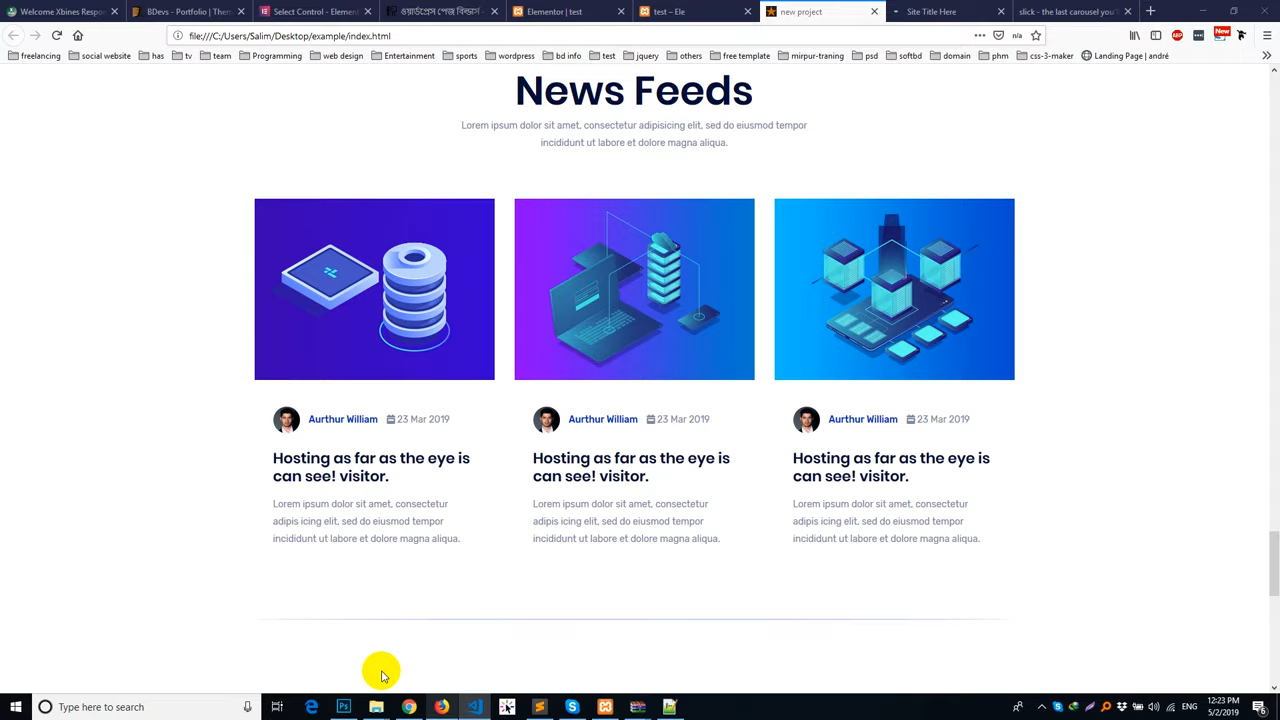 Welcome Xbines Respo
BDevs - Portfolio | Them
Select Control - Element
ওয়ার্ডপ্রেস পেজ বিল্ডার -
Elementor | test
test – Ele
new project
Site Title Here
slick - the last carousel you'l
file:///C:/Users/Salim/Desktop/example/index.html
n/a
ABP
New
freelancing
social website
has
tv
team
Programming
web design
Entertainment
sports
wordpress
bd info
test
jquery
others
free template
mirpur-traning
psd
softbd
domain
phm
css-3-maker
Landing Page | andré
News Feeds
Lorem ipsum dolor sit amet, consectetur adipisicing elit, sed do eiusmod tempor
incididunt ut labore et dolore magna aliqua.
Aurthur William 23 Mar 2019
Hosting as far as the eye is
can see! visitor.
Lorem ipsum dolor sit amet, consectetur
adipis icing elit, sed do eiusmod tempor
incididunt ut labore et dolore magna aliqua.
Aurthur William 23 Mar 2019
Hosting as far as the eye is
can see! visitor.
Lorem ipsum dolor sit amet, consectetur
adipis icing elit, sed do eiusmod tempor
incididunt ut labore et dolore magna aliqua.
Aurthur William 23 Mar 2019
Hosting as far as the eye is
can see! visitor.
Lorem ipsum dolor sit amet, consectetur
adipis icing elit, sed do eiusmod tempor
incididunt ut labore et dolore magna aliqua.
Type here to search
Ps
ENG
12:23 PM
5/2/2019
6